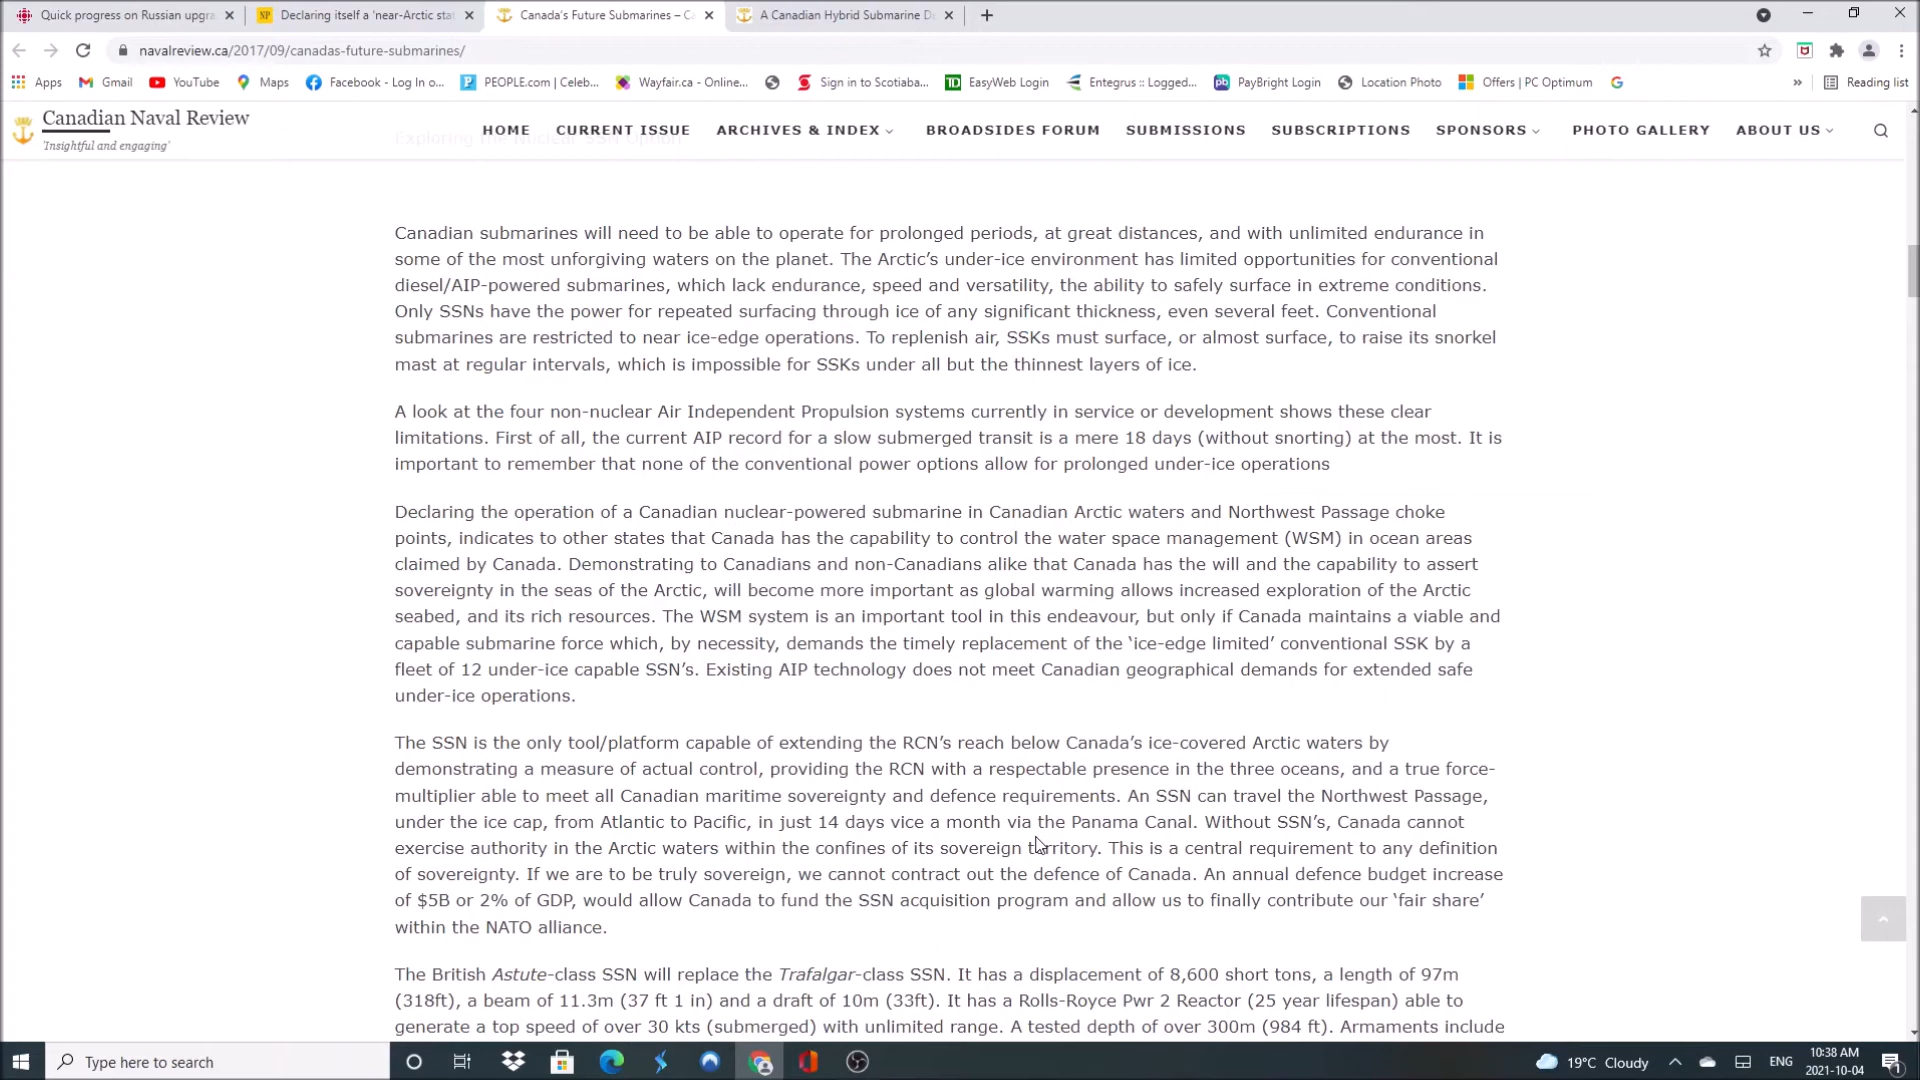 Quick progress on Russian upgra
Declaring itself a 'near-Arctic stat
Canada's Future Submarines – Ca
A Canadian Hybrid Submarine De
navalreview.ca/2017/09/canadas-future-submarines/
Apps
Gmail
YouTube
Maps
Facebook - Log In o...
PEOPLE.com | Celeb...
Wayfair.ca - Online...
Sign in to Scotiaba...
EasyWeb Login
Entegrus :: Logged...
PayBright Login
Location Photo
Offers | PC Optimum
»
Reading list
Canadian Naval Review
'Insightful and engaging'
HOME
CURRENT ISSUE
ARCHIVES & INDEX
BROADSIDES FORUM
SUBMISSIONS
SUBSCRIPTIONS
SPONSORS
PHOTO GALLERY
ABOUT US
Exploring the Nuclear SSN Option
Canadian submarines will need to be able to operate for prolonged periods, at great distances, and with unlimited endurance in
some of the most unforgiving waters on the planet. The Arctic's under-ice environment has limited opportunities for conventional
diesel/AIP-powered submarines, which lack endurance, speed and versatility, the ability to safely surface in extreme conditions.
Only SSNs have the power for repeated surfacing through ice of any significant thickness, even several feet. Conventional
submarines are restricted to near ice-edge operations. To replenish air, SSKs must surface, or almost surface, to raise its snorkel
mast at regular intervals, which is impossible for SSKs under all but the thinnest layers of ice.
A look at the four non-nuclear Air Independent Propulsion systems currently in service or development shows these clear
limitations. First of all, the current AIP record for a slow submerged transit is a mere 18 days (without snorting) at the most. It is
important to remember that none of the conventional power options allow for prolonged under-ice operations
Declaring the operation of a Canadian nuclear-powered submarine in Canadian Arctic waters and Northwest Passage choke
points, indicates to other states that Canada has the capability to control the water space management (WSM) in ocean areas
claimed by Canada. Demonstrating to Canadians and non-Canadians alike that Canada has the will and the capability to assert
sovereignty in the seas of the Arctic, will become more important as global warming allows increased exploration of the Arctic
seabed, and its rich resources. The WSM system is an important tool in this endeavour, but only if Canada maintains a viable and
capable submarine force which, by necessity, demands the timely replacement of the 'ice-edge limited' conventional SSK by a
fleet of 12 under-ice capable SSN's. Existing AIP technology does not meet Canadian geographical demands for extended safe
under-ice operations.
The SSN is the only tool/platform capable of extending the RCN's reach below Canada's ice-covered Arctic waters by
demonstrating a measure of actual control, providing the RCN with a respectable presence in the three oceans, and a true force-
multiplier able to meet all Canadian maritime sovereignty and defence requirements. An SSN can travel the Northwest Passage,
under the ice cap, from Atlantic to Pacific, in just 14 days vice a month via the Panama Canal. Without SSN's, Canada cannot
exercise authority in the Arctic waters within the confines of its sovereign territory. This is a central requirement to any definition
of sovereignty. If we are to be truly sovereign, we cannot contract out the defence of Canada. An annual defence budget increase
of $5B or 2% of GDP, would allow Canada to fund the SSN acquisition program and allow us to finally contribute our 'fair share'
within the NATO alliance.
The British Astute-class SSN will replace the Trafalgar-class SSN. It has a displacement of 8,600 short tons, a length of 97m
(318ft), a beam of 11.3m (37 ft 1 in) and a draft of 10m (33ft). It has a Rolls-Royce Pwr 2 Reactor (25 year lifespan) able to
generate a top speed of over 30 kts (submerged) with unlimited range. A tested depth of over 300m (984 ft). Armaments include
Type here to search
19°C Cloudy
ENG
10:38 AM
2021-10-04
1